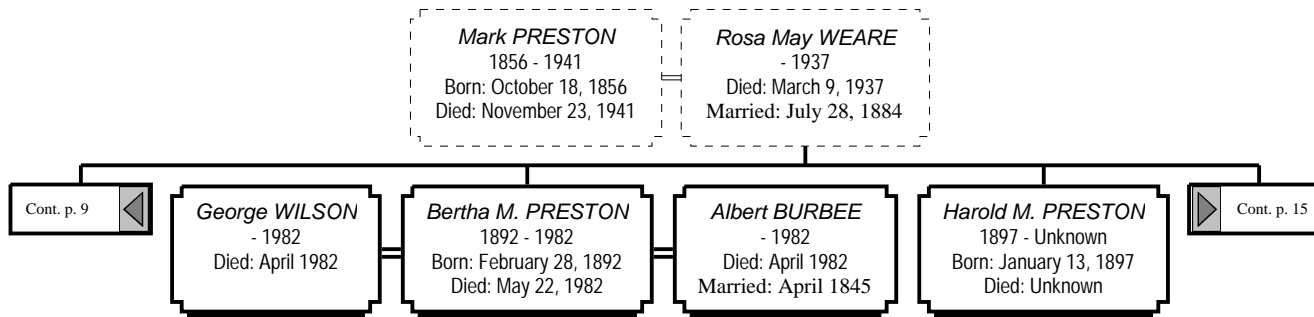 Mark PRESTON
1856 - 1941
Born: October 18, 1856
Died: November 23, 1941
Rosa May WEARE
- 1937
Died: March 9, 1937
Married: July 28, 1884
Cont. p. 9
George WILSON
- 1982
Died: April 1982
Bertha M. PRESTON
1892 - 1982
Born: February 28, 1892
Died: May 22, 1982
Albert BURBEE
- 1982
Died: April 1982
Married: April 1845
Harold M. PRESTON
1897 - Unknown
Born: January 13, 1897
Died: Unknown
Cont. p. 15